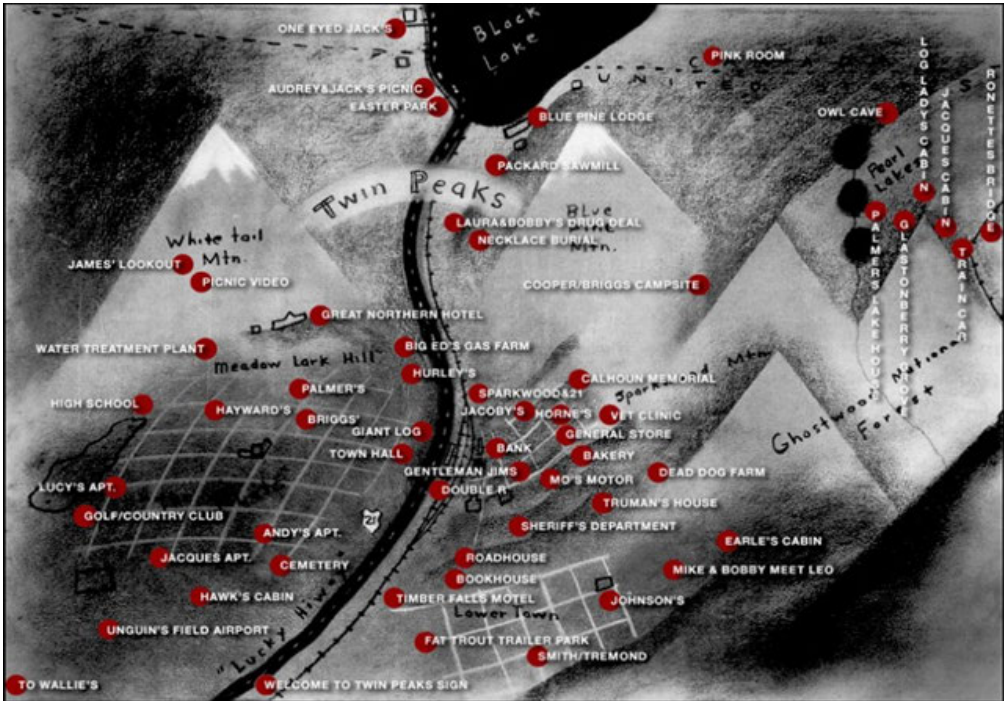 ONE EYED JACK'S
Black
Lake
PINK ROOM
AUDREY&JACK'S PICNIC
EASTER PARK
BLUE PINE LODGE
OWL CAVE
LOG LADYS CABIN
JACQUES CABIN
RONETTES BRIDGE
PACKARD SAWMILL
Pearl
Lakes
Twin Peaks
LAURA&BOBBY'S DRUG DEAL
NECKLACE BURIAL
Blue
Mtn.
White tail
Mtn.
JAMES' LOOKOUT
PICNIC VIDEO
COOPER/BRIGGS CAMPSITE
PALMERS LAKE HOUSE
TRAIN CAR
GREAT NORTHERN HOTEL
WATER TREATMENT PLANT
Meadow Lark Hill
BIG ED'S GAS FARM
HURLEY'S
CALHOUN MEMORIAL
PALMER'S
SPARKWOOD&21
HIGH SCHOOL
HAYWARD'S
BRIGGS'
JACOBY'S
HORNE'S
VET CLINIC
Ghostwood National
Forest
GIANT LOG
GENERAL STORE
TOWN HALL
BANK
BAKERY
GENTLEMAN JIMS
MO'S MOTOR
DEAD DOG FARM
LUCY'S APT.
DOUBLE R
TRUMAN'S HOUSE
GOLF/COUNTRY CLUB
21
ANDY'S APT.
SHERIFF'S DEPARTMENT
EARLE'S CABIN
JACQUES APT.
CEMETERY
ROADHOUSE
MIKE & BOBBY MEET LEO
BOOKHOUSE
HAWK'S CABIN
TIMBER FALLS MOTEL
JOHNSON'S
Lower Town
"Lucky Highway"
UNGUIN'S FIELD AIRPORT
FAT TROUT TRAILER PARK
SMITH/TREMOND
TO WALLIE'S
WELCOME TO TWIN PEAKS SIGN